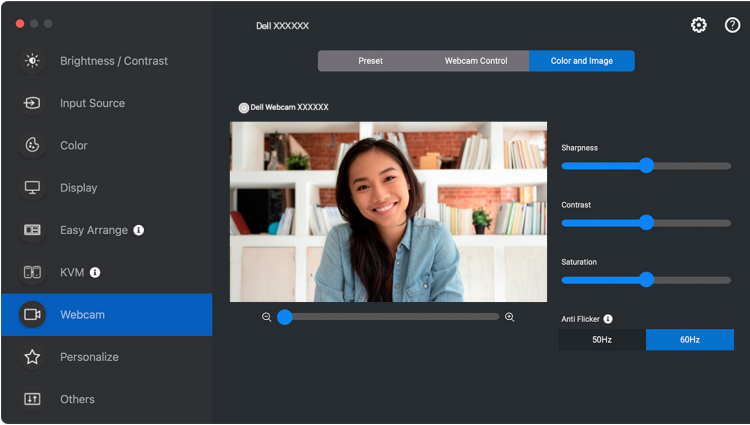 Dell XXXXXX
Brightness / Contrast
Input Source
Color
Display
Easy Arrange
KVM
Webcam
Personalize
Others
Preset
Webcam Control
Color and Image
Dell Webcam XXXXXX
Sharpness
Contrast
Saturation
Anti Flicker
50Hz
60Hz